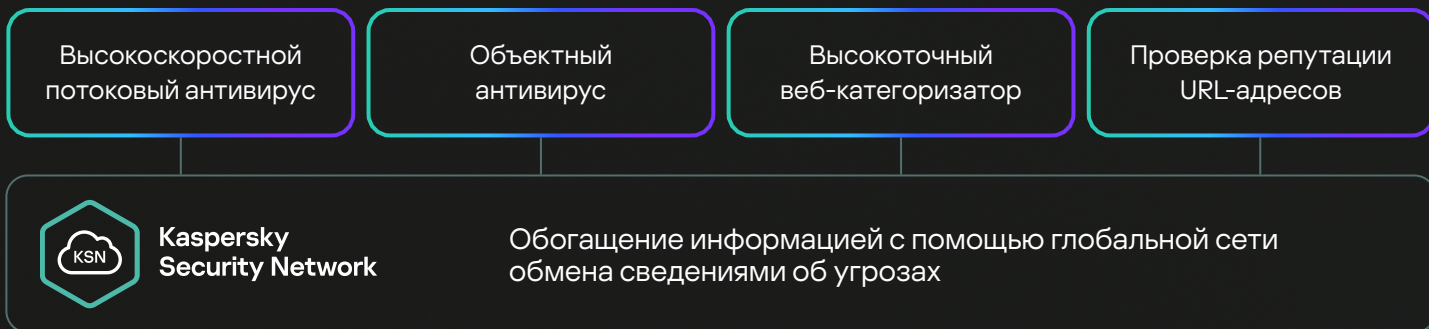 Высокоскоростной
потоковый антивирус
Объектный
антивирус
Высокоточный
веб-категоризатор
Проверка репутации
URL-адресов
KSN
Kaspersky
Security Network
Обогащение информацией с помощью глобальной сети
обмена сведениями об угрозах